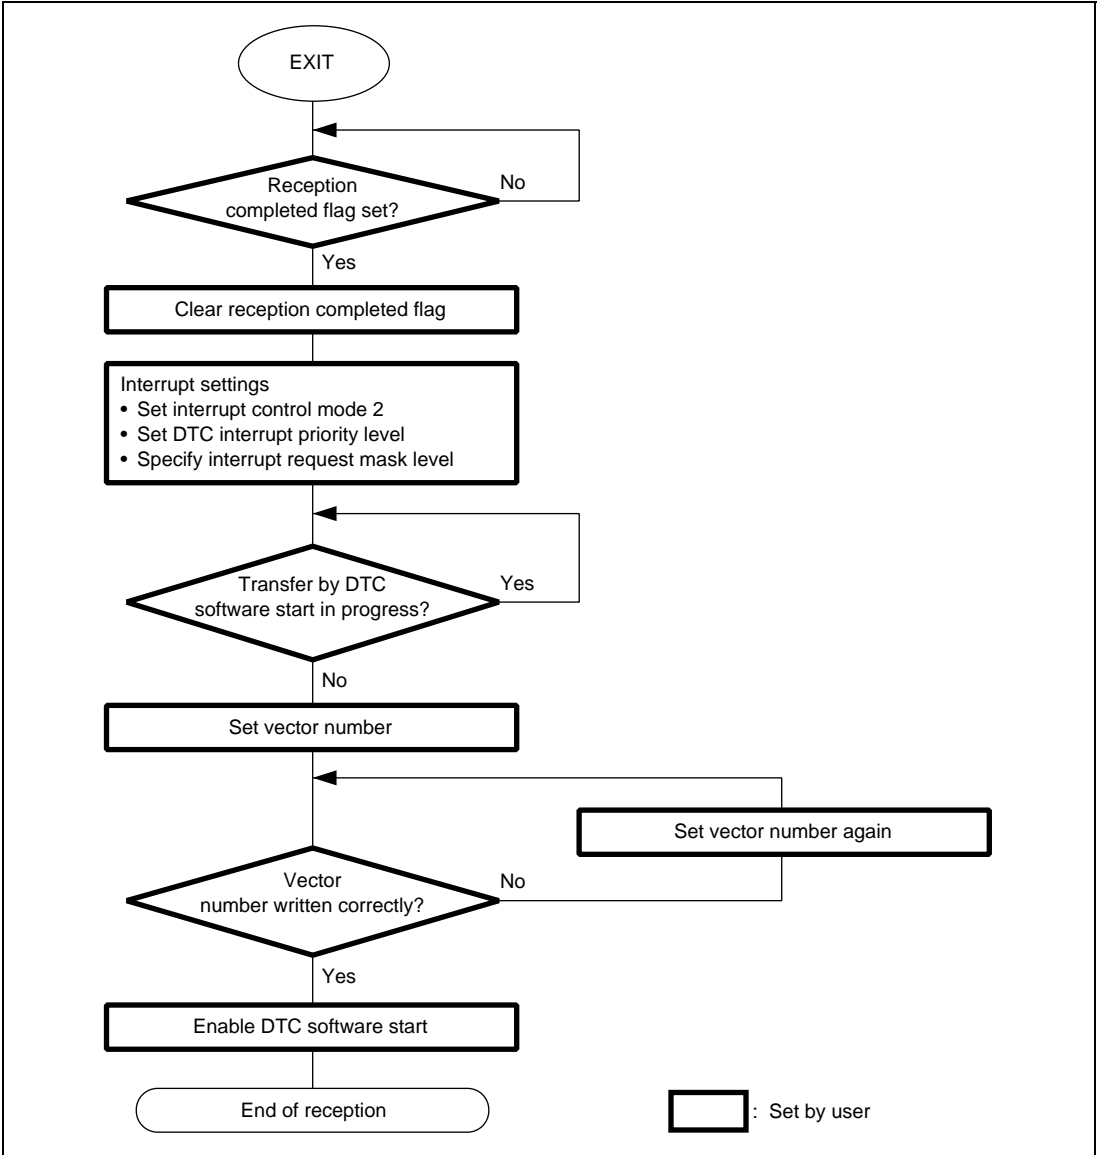 EXIT
Reception
completed flag set?
No
Yes
Clear reception completed flag
Interrupt settings
• Set interrupt control mode 2
• Set DTC interrupt priority level
• Specify interrupt request mask level
Transfer by DTC
software start in progress?
Yes
No
Set vector number
Set vector number again
Vector
number written correctly?
No
Yes
Enable DTC software start
End of reception
: Set by user